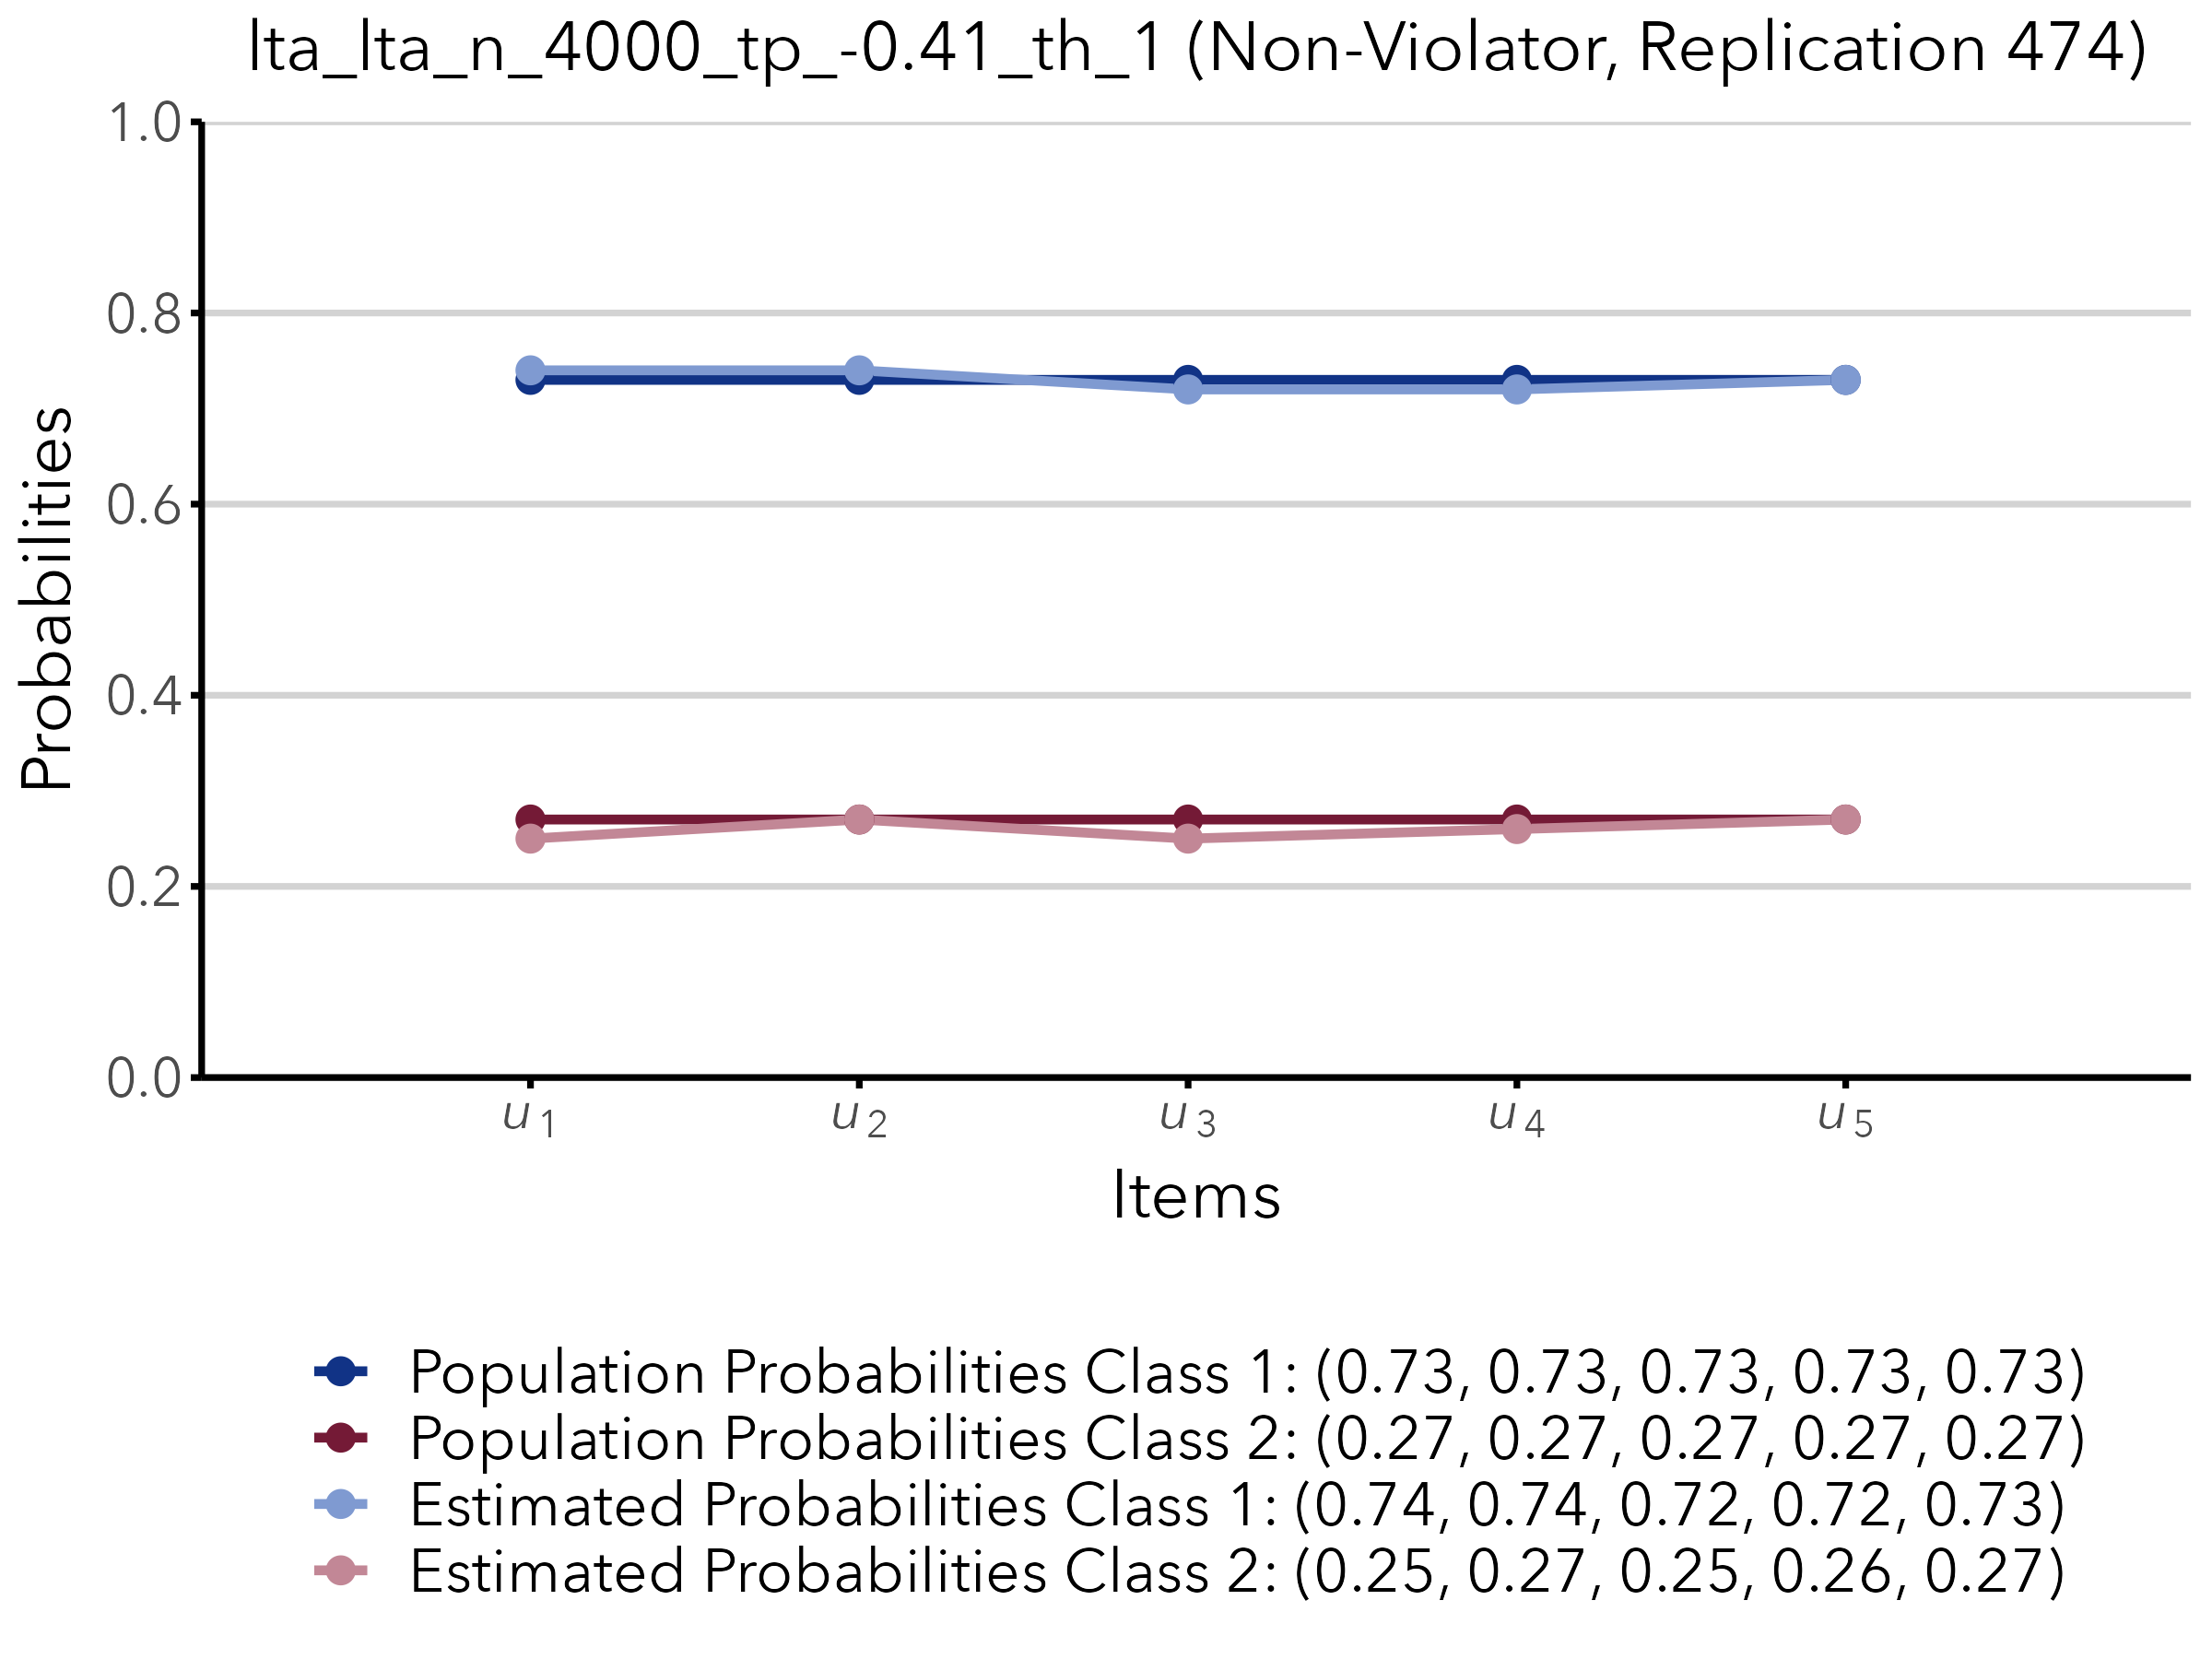 lta_lta_n_4000_tp_-0.41_th_1 (Non-Violator, Replication 474)
Probabilities
1.0
0.8
0.6
0.4
0.2
0.0
u1 u2 u3 u4 u5
Items
Population Probabilities Class 1: (0.73, 0.73, 0.73, 0.73, 0.73)
Population Probabilities Class 2: (0.27, 0.27, 0.27, 0.27, 0.27)
Estimated Probabilities Class 1: (0.74, 0.74, 0.72, 0.72, 0.73)
Estimated Probabilities Class 2: (0.25, 0.27, 0.25, 0.26, 0.27)